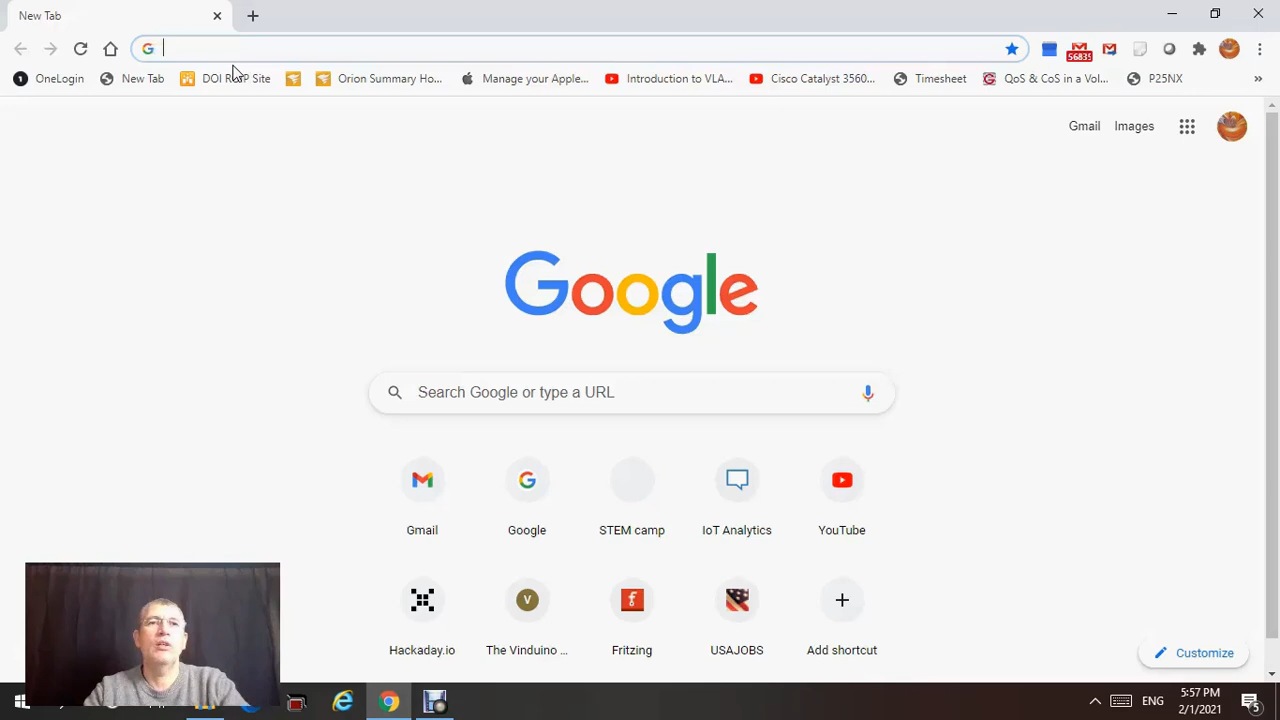 New Tab
56835
OneLogin
New Tab
DOI Site
Orion Summary Ho...
Manage your Apple...
Introduction to VLA...
Cisco Catalyst 3560...
Timesheet
QoS & CoS in a Vol...
P25NX
»
Gmail Images
Google
Search Google or type a URL
Gmail
Google
STEM camp
IoT Analytics
YouTube
V
f
Hackaday.io
The Vinduino ...
Fritzing
USAJOBS
Add shortcut
Customize
ENG
5:57 PM
2/1/2021
5